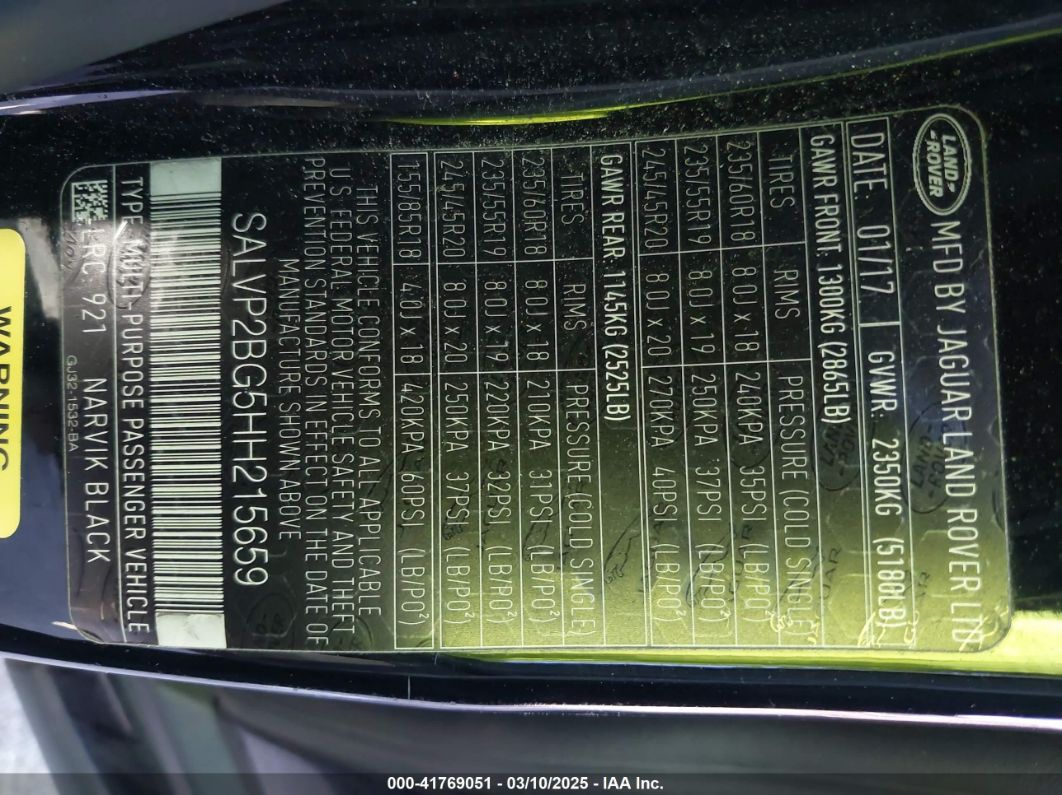 LAND-
-ROVER
MFD BY JAGUAR LAND ROVER LTD
DATE: 01/17 GVWR: 2350KG (5180LB)
GAWR FRONT: 1300KG (2865LB)
TIRES RIMS PRESSURE (COLD SINGLE)
235/60R18 8.0J x 18 240KPA 35PSI (LB/PO²)
235/55R19 8.0J x 19 250KPA 37PSI (LB/PO²)
245/45R20 8.0J x 20 270KPA 40PSI (LB/PO²)
GAWR REAR: 1145KG (2525LB)
TIRES RIMS PRESSURE (COLD SINGLE)
235/60R18 8.0J x 18 210KPA 31PSI (LB/PO²)
235/55R19 8.0J x 19 220KPA 32PSI (LB/PO²)
245/45R20 8.0J x 20 250KPA 37PSI (LB/PO²)
155/85R18 4.0J x 18 420KPA 60PSI (LB/PO²)
THIS VEHICLE CONFORMS TO ALL APPLICABLE
U.S. FEDERAL MOTOR VEHICLE SAFETY AND THEFT
PREVENTION STANDARDS IN EFFECT ON THE DATE OF
MANUFACTURE SHOWN ABOVE
SALVP2BG5HH215659
TYPE: MULTI-PURPOSE PASSENGER VEHICLE
LRC: 921 NARVIK BLACK
GJ32-1532-BA
WARNING
000-41769051 - 03/10/2025 - IAA Inc.